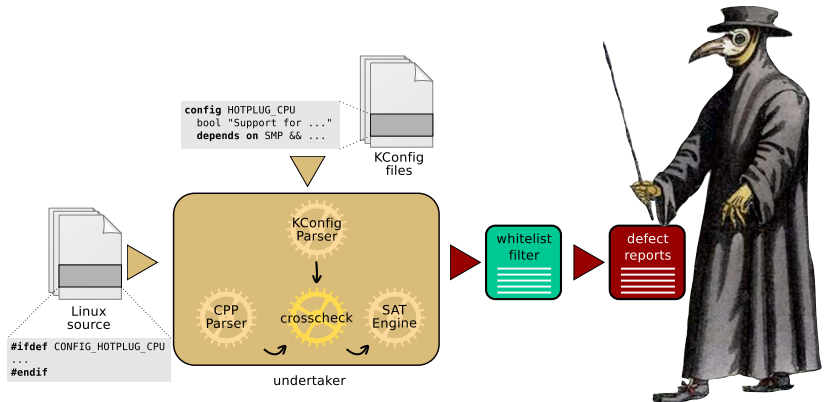 config HOTPLUG_CPU
bool "Support for ..."
depends on SMP && ...
KConfig
files
Linux
source
#ifdef CONFIG_HOTPLUG_CPU
...
#endif
KConfig
Parser
CPP
Parser
crosscheck
SAT
Engine
undertaker
whitelist
filter
defect
reports